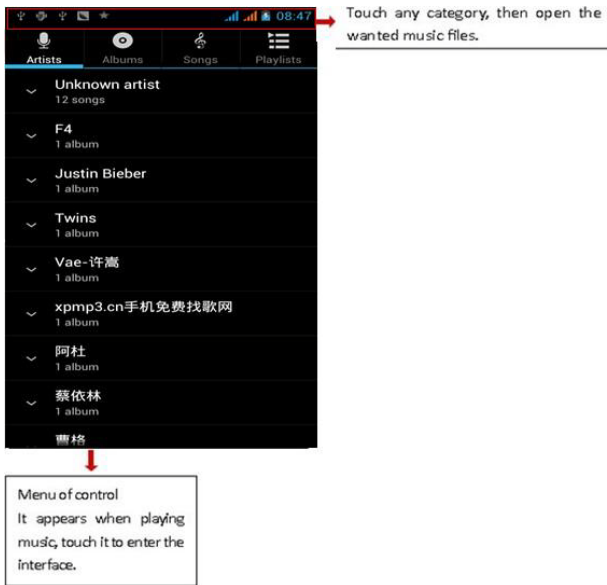 08:47
Touch any category, then open the
wanted music files.
Artists Albums Songs Playlists
Unknown artist
12 songs
F4
1 album
Justin Bieber
1 album
Twins
1 album
Vae-许嵩
1 album
xpmp3.cn手机免费找歌网
1 album
阿杜
1 album
蔡依林
1 album
曹格
Menu of control
It appears when playing
music, touch it to enter the
interface.